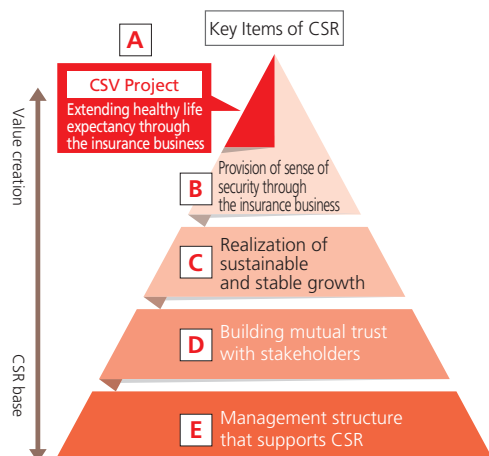 Key Items of CSR
A
CSV Project
Extending healthy life
expectancy through
the insurance business
Value creation
B
Provision of sense of
security through
the insurance business
C
Realization of
sustainable
and stable growth
D
Building mutual trust
with stakeholders
CSR base
E
Management structure
that supports CSR